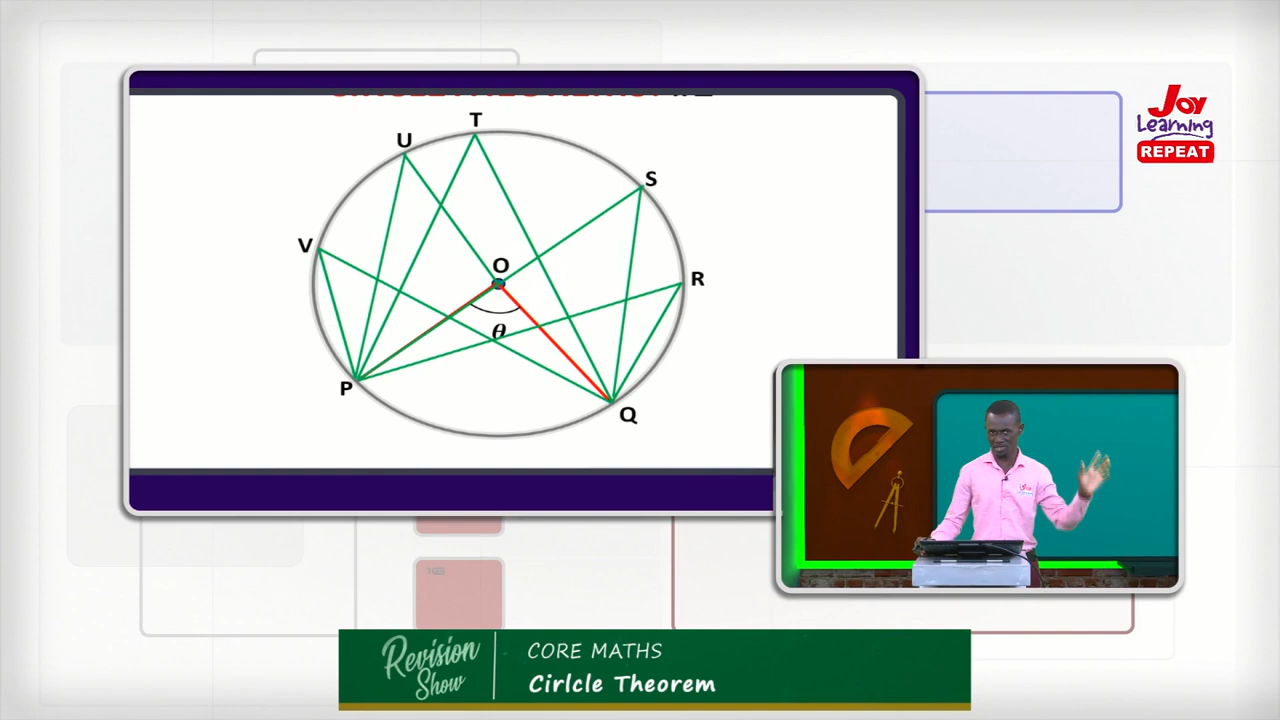 T
U
S
V
O
R
θ
P
Q
JOY
Learning
REPEAT
Revision
Show
CORE MATHS
Cirlcle Theorem